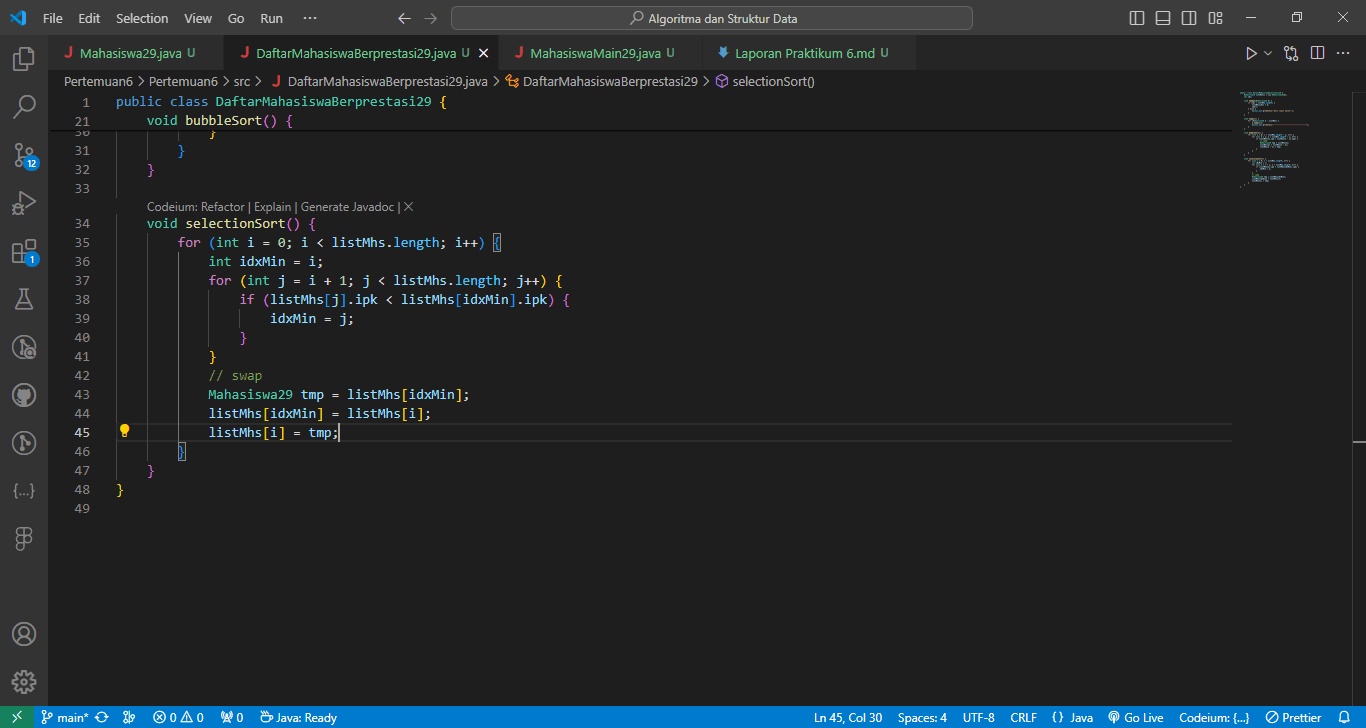 File Edit Selection View Go Run ··· Algoritma dan Struktur Data
Mahasiswa29.java U DaftarMahasiswaBerprestasi29.java U MahasiswaMain29.java U Laporan Praktikum 6.md U
Pertemuan6 > Pertemuan6 > src > DaftarMahasiswaBerprestasi29.java > DaftarMahasiswaBerprestasi29 > selectionSort()
1 public class DaftarMahasiswaBerprestasi29 {
21 void bubbleSort() {
30 }
31 }
32 }
33
Codeium: Refactor | Explain | Generate Javadoc | ×
34 void selectionSort() {
35 for (int i = 0; i < listMhs.length; i++) {
36 int idxMin = i;
37 for (int j = i + 1; j < listMhs.length; j++) {
38 if (listMhs[j].ipk < listMhs[idxMin].ipk) {
39 idxMin = j;
40 }
41 }
42 // swap
43 Mahasiswa29 tmp = listMhs[idxMin];
44 listMhs[idxMin] = listMhs[i];
45 listMhs[i] = tmp;
46 }
47 }
48 }
49
12
1
{...}
main* 0 0 0 Java: Ready Ln 45, Col 30 Spaces: 4 UTF-8 CRLF { } Java Go Live Codeium: {...} Prettier